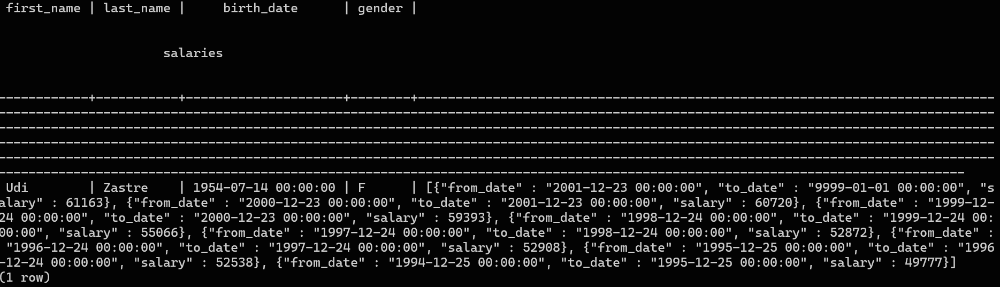 first_name | last_name |     birth_date      | gender |
                      salaries
------------+-----------+---------------------+--------+-----------------------------------------------------------------------------
-------------------------------------------------------------------------------------------------------------------------------------
-------------------------------------------------------------------------------------------------------------------------------------
-------------------------------------------------------------------------------------------------------------------------------------
-------------------------------------------------------------------------------------------------------------------------------------
---------------------------------------------------------------------------------------------------------------------------------
 Udi        | Zastre    | 1954-07-14 00:00:00 | F      | [{"from_date" : "2001-12-23 00:00:00", "to_date" : "9999-01-01 00:00:00", "s
alary" : 61163}, {"from_date" : "2000-12-23 00:00:00", "to_date" : "2001-12-23 00:00:00", "salary" : 60720}, {"from_date" : "1999-12-
24 00:00:00", "to_date" : "2000-12-23 00:00:00", "salary" : 59393}, {"from_date" : "1998-12-24 00:00:00", "to_date" : "1999-12-24 00:
00:00", "salary" : 55066}, {"from_date" : "1997-12-24 00:00:00", "to_date" : "1998-12-24 00:00:00", "salary" : 52872}, {"from_date" :
 "1996-12-24 00:00:00", "to_date" : "1997-12-24 00:00:00", "salary" : 52908}, {"from_date" : "1995-12-25 00:00:00", "to_date" : "1996
-12-24 00:00:00", "salary" : 52538}, {"from_date" : "1994-12-25 00:00:00", "to_date" : "1995-12-25 00:00:00", "salary" : 49777}]
(1 row)